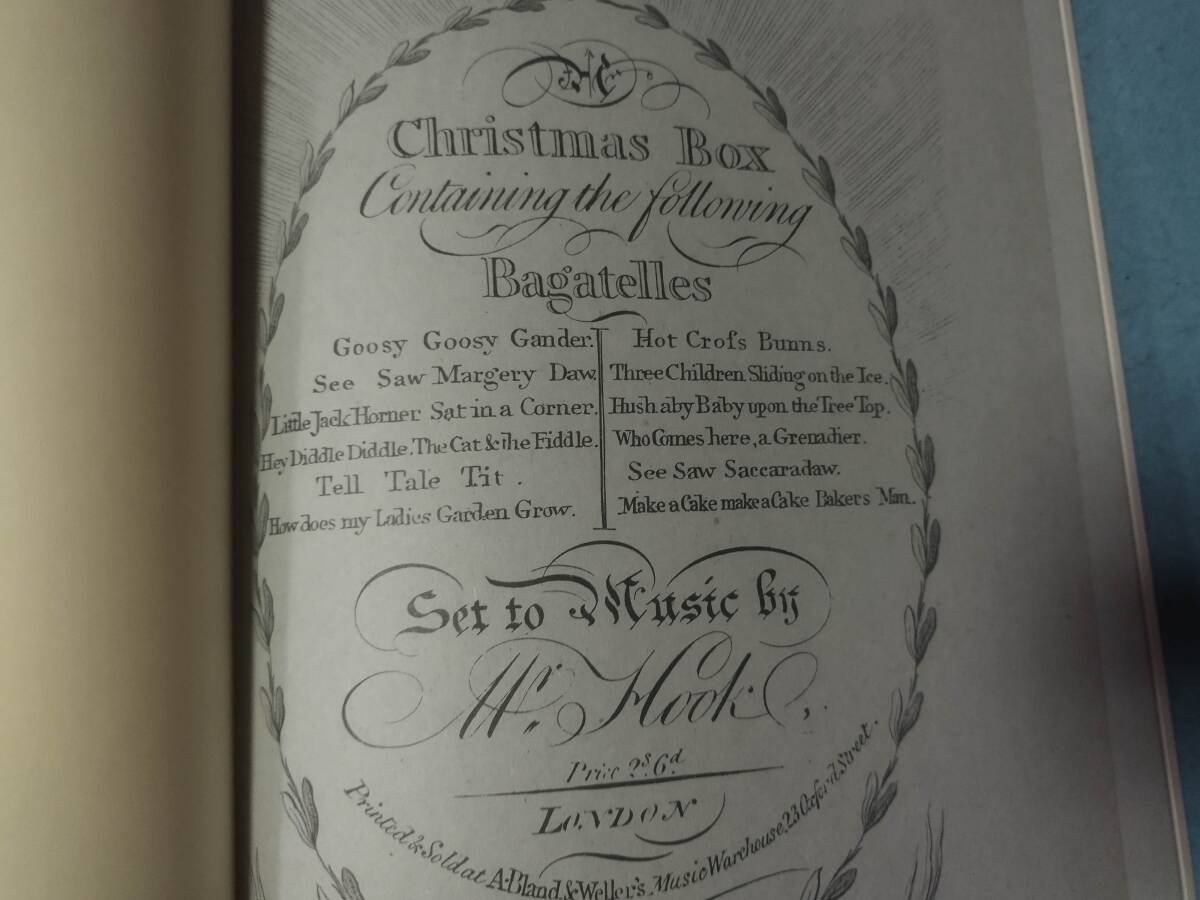 THE
Christmas Box
Containing the following
Bagatelles
Goosy Goosy Gander.
See Saw Margery Daw.
Little Jack Horner Sat in a Corner.
Hey Diddle Diddle. The Cat & the Fiddle.
Tell Tale Tit.
How does my Ladies Garden Grow.
Hot Croſs Bunns.
Three Children Sliding on the Ice.
Hush aby Baby upon the Tree Top.
Who Comes here, a Grenadier.
See Saw Saccaradaw.
Make a Cake make a Cake Bakers Man.
Set to Music by
Mr. Hook,
Price 2s. 6d.
LONDON
Printed & Sold at A. Bland & Weller's Music Warehouse, 23 Oxford Street.